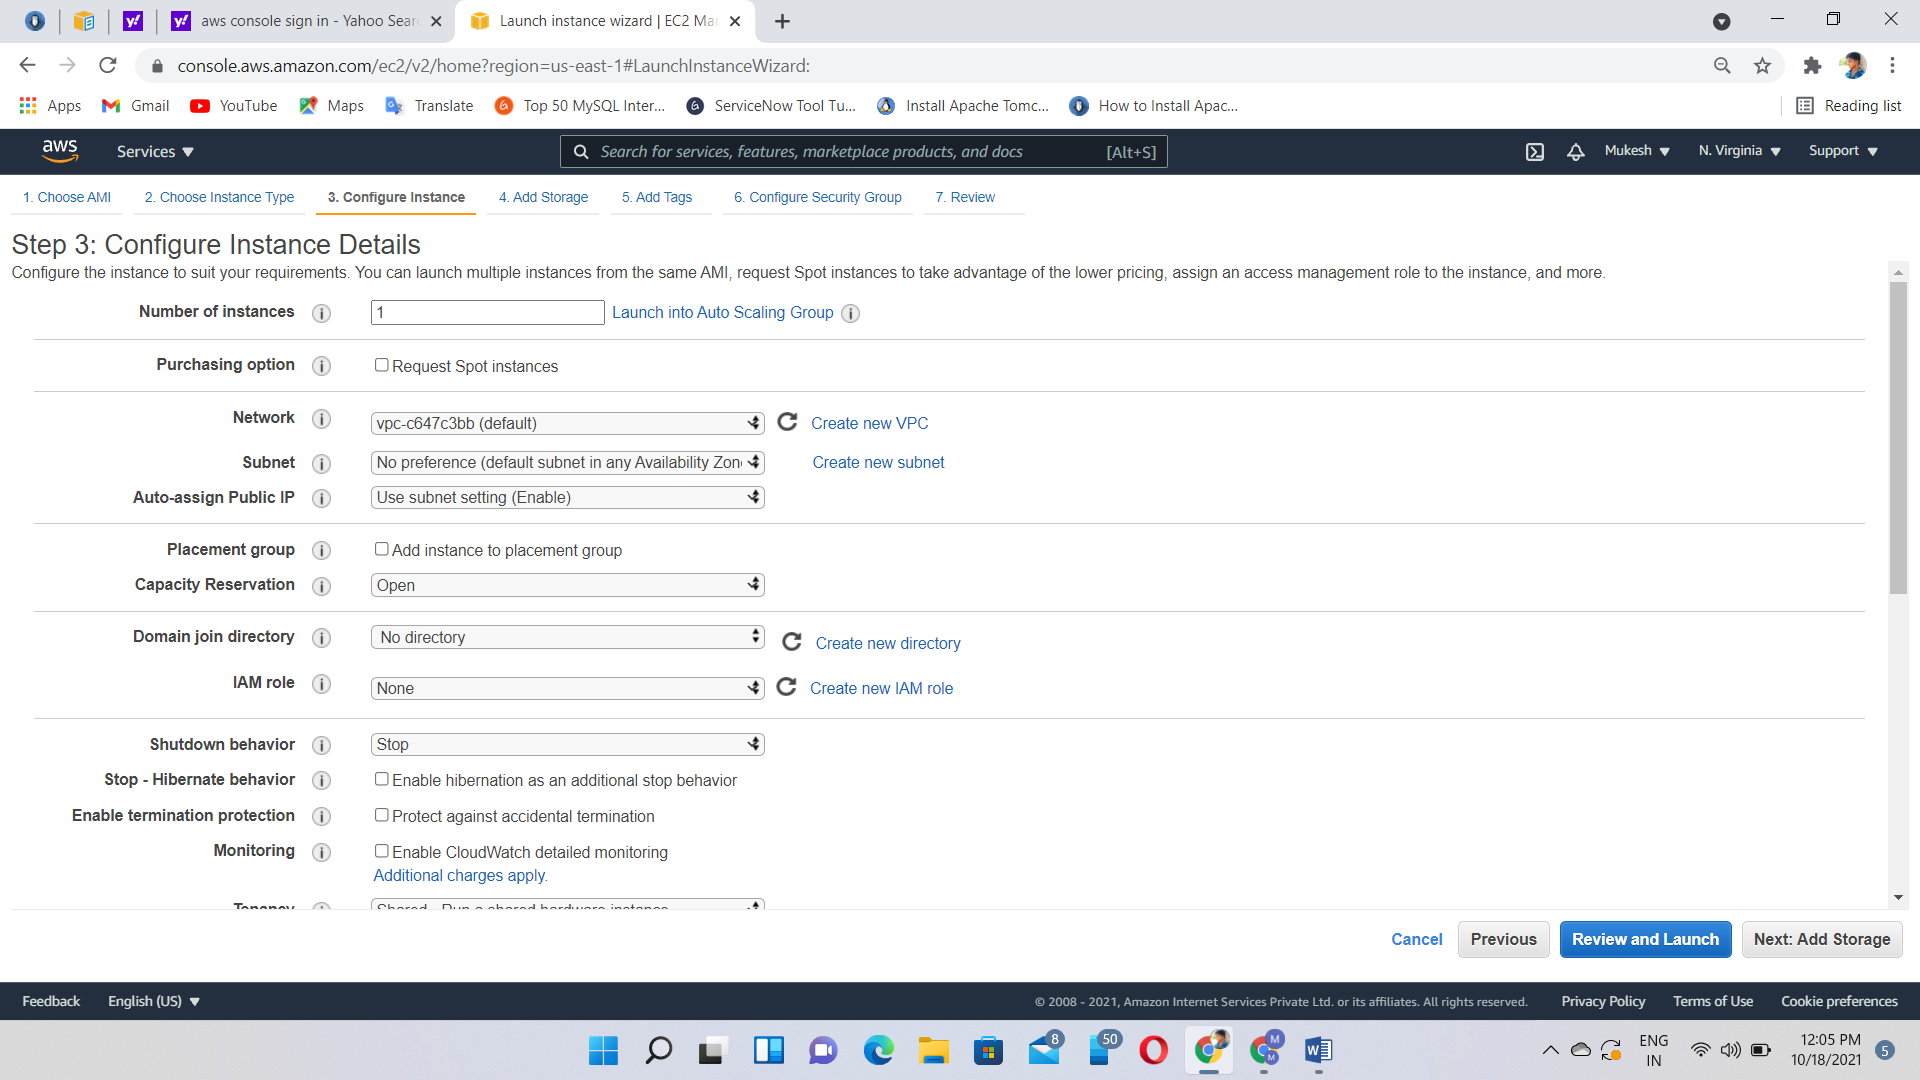 aws console sign in - Yahoo Sear
Launch instance wizard | EC2 Ma
console.aws.amazon.com/ec2/v2/home?region=us-east-1#LaunchInstanceWizard:
Apps Gmail YouTube Maps Translate Top 50 MySQL Inter... ServiceNow Tool Tu... Install Apache Tomc... How to Install Apac... Reading list
aws Services Search for services, features, marketplace products, and docs [Alt+S] Mukesh N. Virginia Support
1. Choose AMI 2. Choose Instance Type 3. Configure Instance 4. Add Storage 5. Add Tags 6. Configure Security Group 7. Review
Step 3: Configure Instance Details
Configure the instance to suit your requirements. You can launch multiple instances from the same AMI, request Spot instances to take advantage of the lower pricing, assign an access management role to the instance, and more.
Number of instances 1 Launch into Auto Scaling Group
Purchasing option Request Spot instances
Network vpc-c647c3bb (default) Create new VPC
Subnet No preference (default subnet in any Availability Zon Create new subnet
Auto-assign Public IP Use subnet setting (Enable)
Placement group Add instance to placement group
Capacity Reservation Open
Domain join directory No directory Create new directory
IAM role None Create new IAM role
Shutdown behavior Stop
Stop - Hibernate behavior Enable hibernation as an additional stop behavior
Enable termination protection Protect against accidental termination
Monitoring Enable CloudWatch detailed monitoring
Additional charges apply.
Tenancy Shared - Run a shared hardware instance
Cancel Previous Review and Launch Next: Add Storage
Feedback English (US) © 2008 - 2021, Amazon Internet Services Private Ltd. or its affiliates. All rights reserved. Privacy Policy Terms of Use Cookie preferences
8 50 M M
ENG IN
12:05 PM
10/18/2021
5